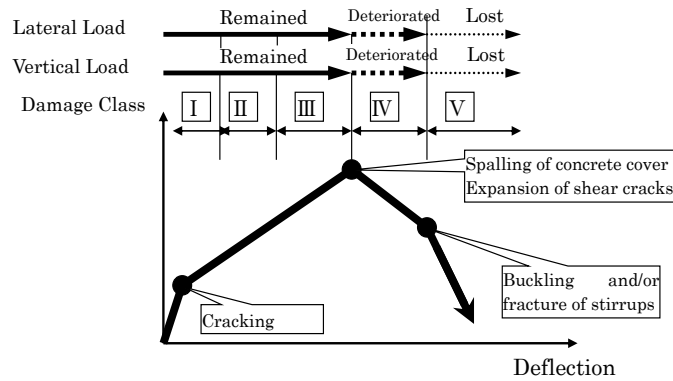 Lateral Load
Remained
Deteriorated
Lost
Vertical Load
Remained
Deteriorated
Lost
Damage Class
Ⅰ
Ⅱ
Ⅲ
Ⅳ
Ⅴ
Spalling of concrete cover
Expansion of shear cracks
Buckling and/or
fracture of stirrups
Cracking
Deflection